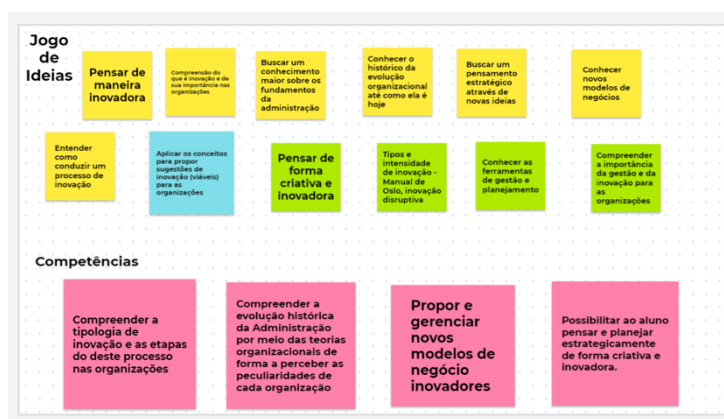 Jogo
de
Ideias
Pensar de
maneira
inovadora
Compreensão do
que é inovação e de
sua importância nas
organizações
Buscar um
conhecimento
maior sobre os
fundamentos
da
administração
Conhecer o
histórico da
evolução
organizacional
até como ela é
hoje
Buscar um
pensamento
estratégico
através de
novas ideias
Conhecer
novos
modelos de
negócios
Entender
como
conduzir um
processo de
inovação
Aplicar os conceitos
para propor
sugestões de
inovação (viáveis)
para as
organizações
Pensar de
forma
criativa e
inovadora
Tipos e
intensidade
de inovação -
Manual de
Oslo, inovação
disruptiva
Conhecer as
ferramentas
de gestão e
planejamento
Compreender
a importância
da gestão e da
inovação para
as
organizações
Competências
Compreender a
tipologia de
inovação e as etapas
do deste processo
nas organizações
Compreender a
evolução histórica
da Administração
por meio das teorias
organizacionais de
forma a perceber as
peculiaridades de
cada organização
Propor e
gerenciar
novos
modelos de
negócio
inovadores
Possibilitar ao aluno
pensar e planejar
estrategicamente
de forma criativa e
inovadora.